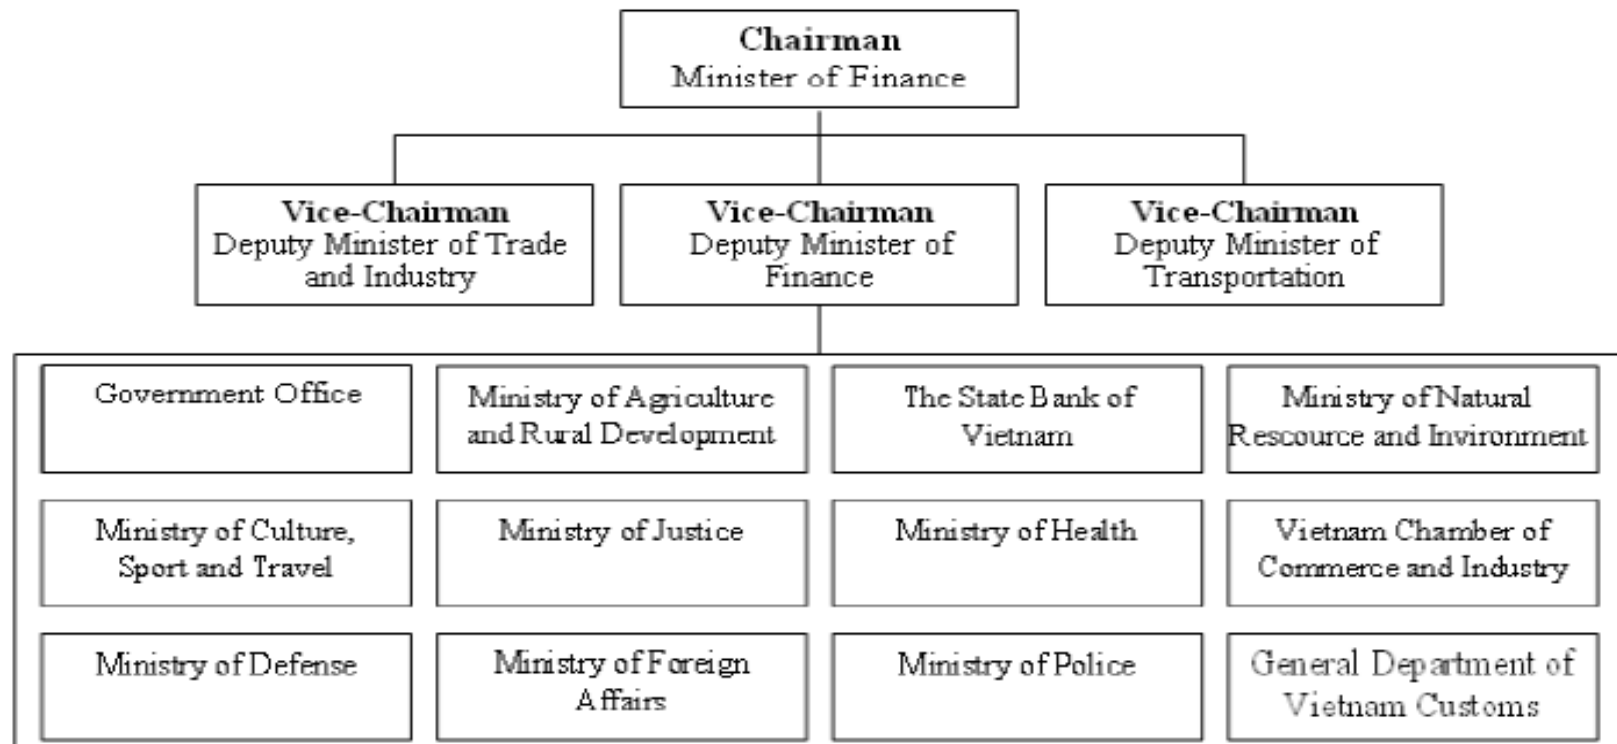 Chairman
Minister of Finance
Vice-Chairman
Deputy Minister of Trade
and Industry
Vice-Chairman
Deputy Minister of
Finance
Vice-Chairman
Deputy Minister of
Transportation
Government Office
Ministry of Agriculture
and Rural Development
The State Bank of
Vietnam
Ministry of Natural
Rescource and Invironment
Ministry of Culture,
Sport and Travel
Ministry of Justice
Ministry of Health
Vietnam Chamber of
Commerce and Industry
Ministry of Defense
Ministry of Foreign
Affairs
Ministry of Police
General Department of
Vietnam Customs